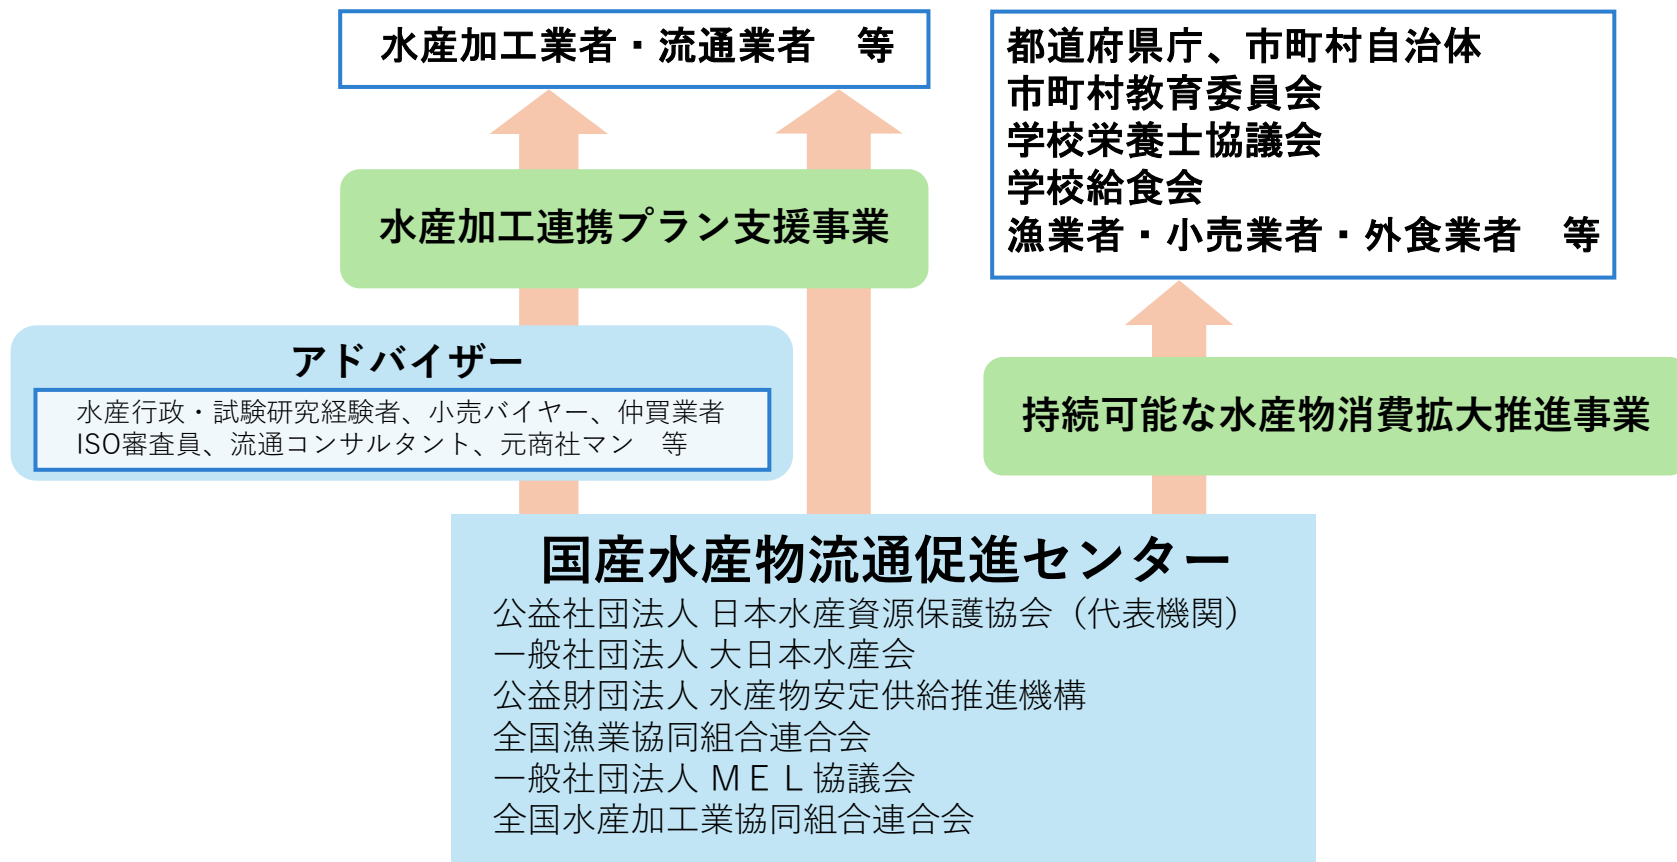 水産加工業者・流通業者　等
都道府県庁、市町村自治体
市町村教育委員会
学校栄養士協議会
学校給食会
漁業者・小売業者・外食業者　等
水産加工連携プラン支援事業
アドバイザー
水産行政・試験研究経験者、小売バイヤー、仲買業者
ISO審査員、流通コンサルタント、元商社マン　等
持続可能な水産物消費拡大推進事業
国産水産物流通促進センター
公益社団法人 日本水産資源保護協会（代表機関）
一般社団法人 大日本水産会
公益財団法人 水産物安定供給推進機構
全国漁業協同組合連合会
一般社団法人 ＭＥＬ協議会
全国水産加工業協同組合連合会